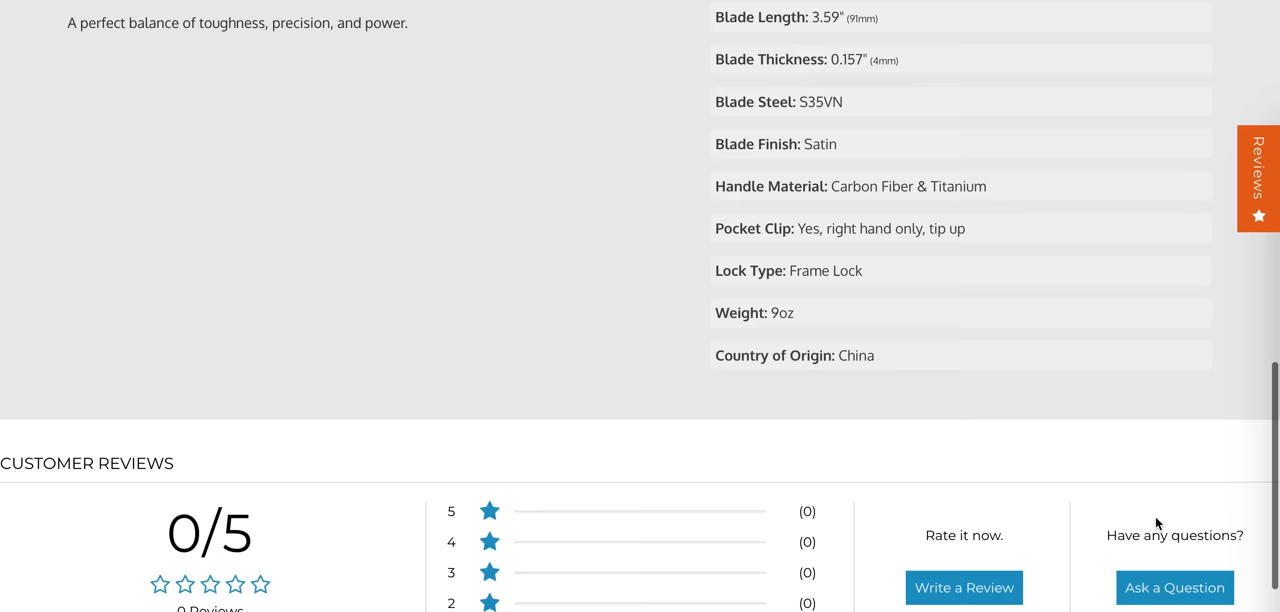 A perfect balance of toughness, precision, and power.
Blade Length: 3.59" (91mm)
Blade Thickness: 0.157" (4mm)
Blade Steel: S35VN
Blade Finish: Satin
Handle Material: Carbon Fiber & Titanium
Pocket Clip: Yes, right hand only, tip up
Lock Type: Frame Lock
Weight: 9oz
Country of Origin: China
Reviews
CUSTOMER REVIEWS
0/5
0 Reviews
5 (0)
4 (0)
3 (0)
2 (0)
Rate it now.
Write a Review
Have any questions?
Ask a Question